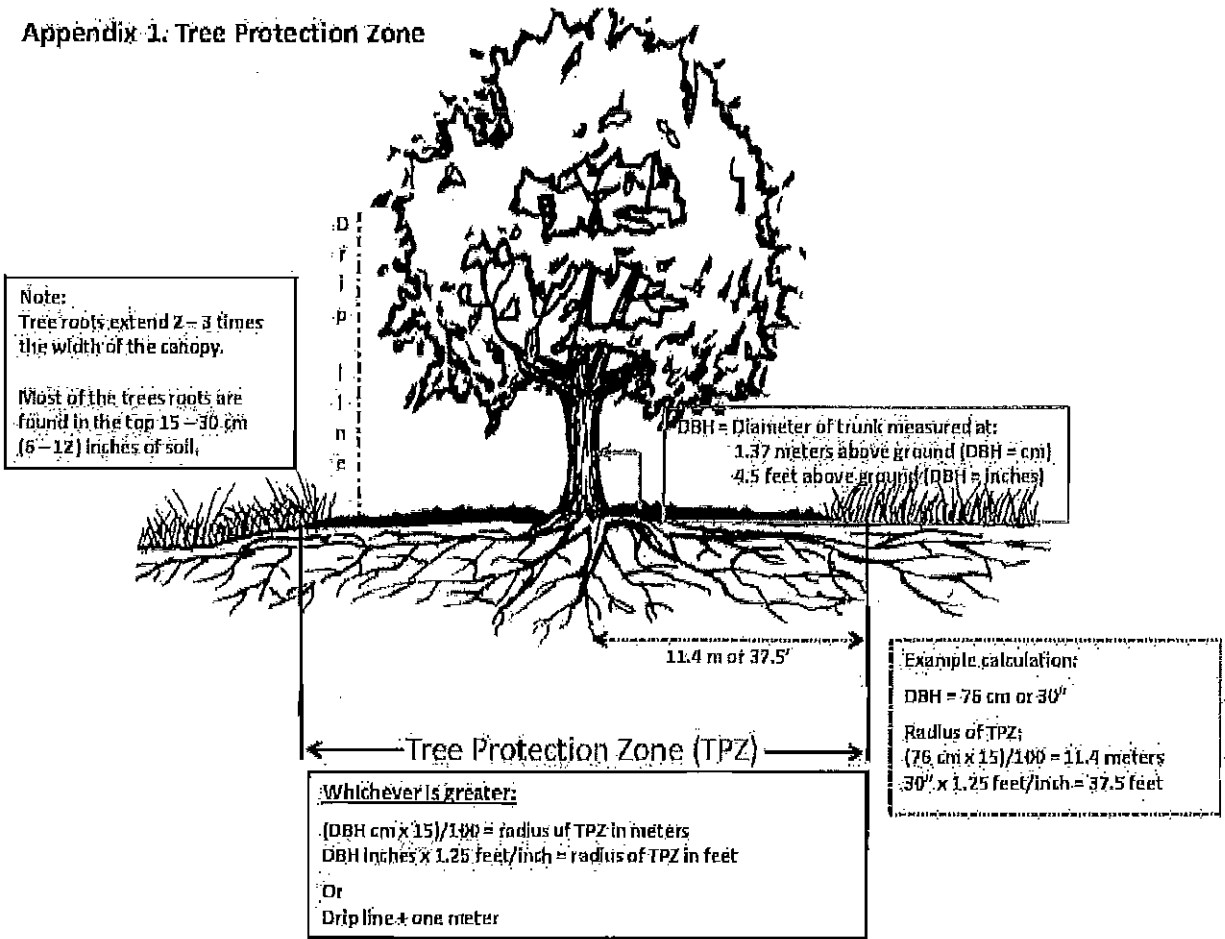 Appendix 1. Tree Protection Zone
Drip line
Note:
Tree roots extend 2 – 3 times
the width of the canopy.
Most of the trees roots are
found in the top 15 – 30 cm
(6 – 12) inches of soil.
DBH = Diameter of trunk measured at:
1.37 meters above ground (DBH = cm)
4.5 feet above ground (DBH = inches)
11.4 m or 37.5'
Example calculation:
DBH = 76 cm or 30"
Radius of TPZ:
(76 cm x 15)/100 = 11.4 meters
30" x 1.25 feet/inch = 37.5 feet
Tree Protection Zone (TPZ)
Whichever is greater:
(DBH cm x 15)/100 = radius of TPZ in meters
DBH inches x 1.25 feet/inch = radius of TPZ in feet
Or
Drip line + one meter